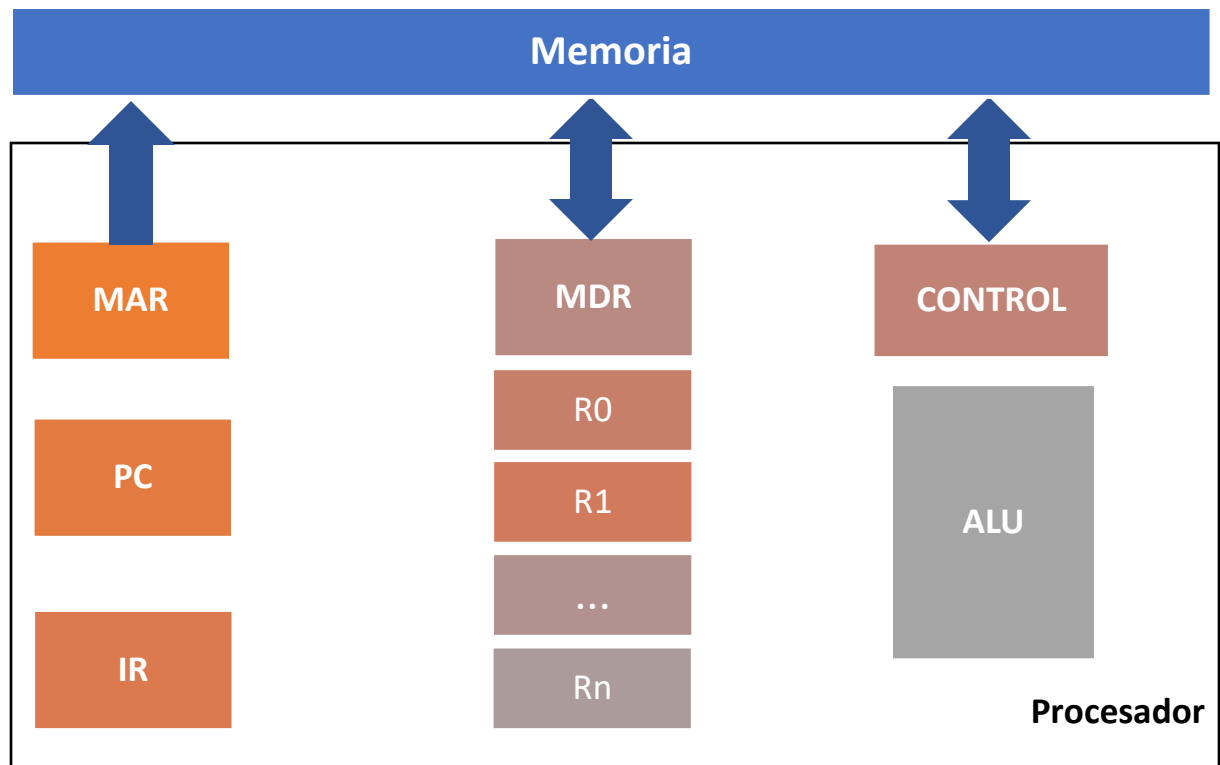 Memoria
MAR
MDR
CONTROL
PC
R0
R1
ALU
...
IR
Rn
Procesador